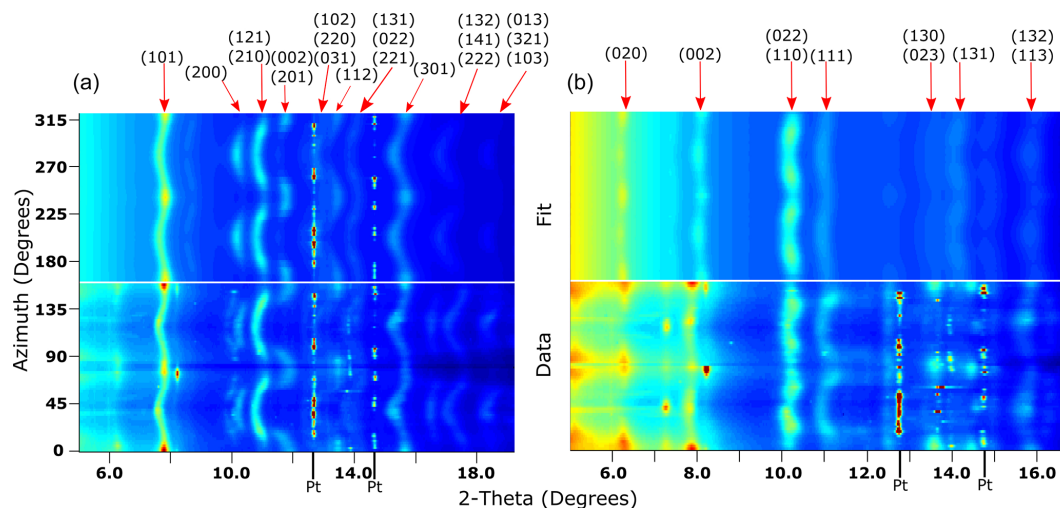 (102) (131) (132) (013)
(121) (220) (022) (141) (321)
(101) (200) 210) (002) (031) (112) (221) (301) (222) (103)
(201)
(022) (130) (132)
(020) (002) (110) (111) (023) (131) (113)
(a)
(b)
Azimuth (Degrees)
315
270
225
180
135
90
45
0
Fit
Data
6.0 10.0 14.0 18.0
Pt Pt
6.0 8.0 10.0 12.0 14.0 16.0
Pt Pt
2-Theta (Degrees)